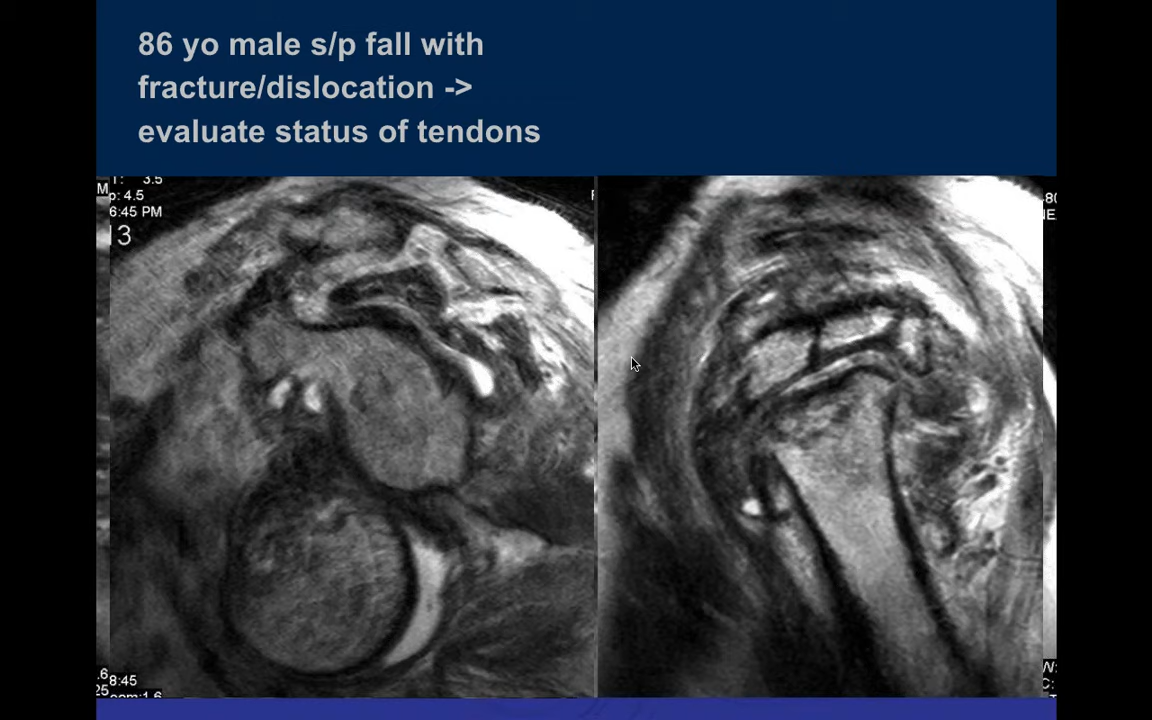 86 yo male s/p fall with
fracture/dislocation ->
evaluate status of tendons
3.5
p: 4.5
6:45 PM
8:45
W:
C: